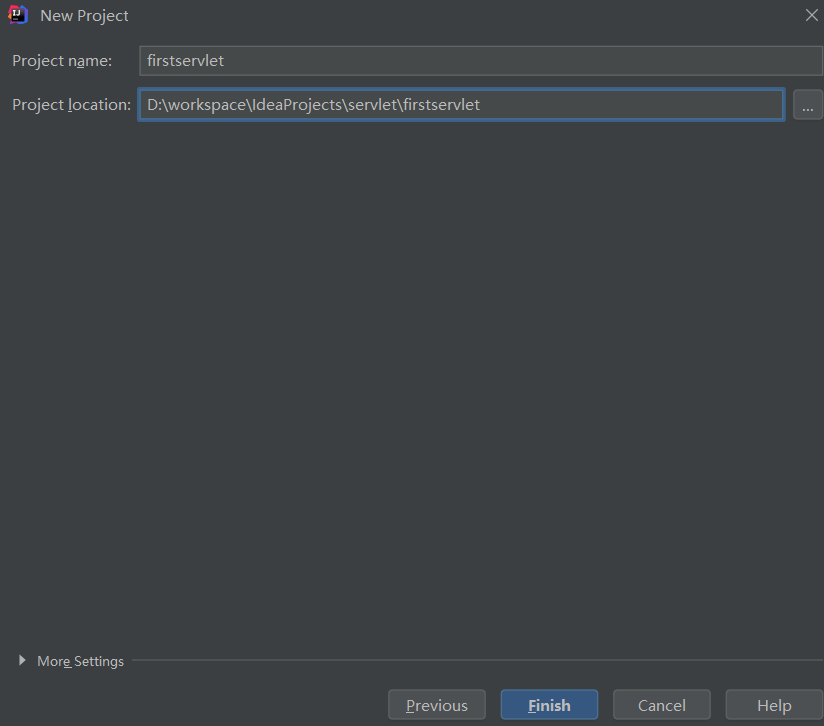 New Project
Project name: firstservlet
Project location: D:\workspace\IdeaProjects\servlet\firstservlet ...
More Settings
Previous Finish Cancel Help